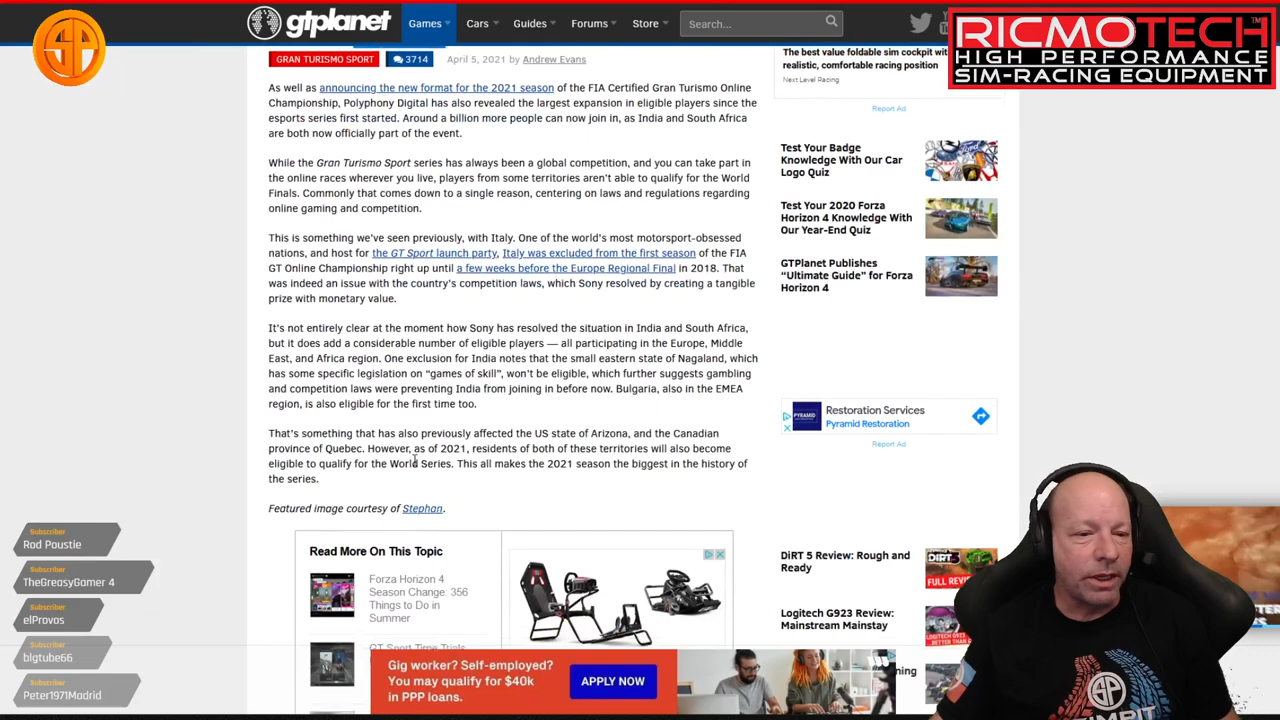 gtplanet
Games
Cars
Guides
Forums
Store
Search...
RICMOTECH
HIGH PERFORMANCE
SIM-RACING EQUIPMENT
GRAN TURISMO SPORT
3714
April 5, 2021 by Andrew Evans
As well as announcing the new format for the 2021 season of the FIA Certified Gran Turismo Online
Championship, Polyphony Digital has also revealed the largest expansion in eligible players since the
esports series first started. Around a billion more people can now join in, as India and South Africa
are both now officially part of the event.
While the Gran Turismo Sport series has always been a global competition, and you can take part in
the online races wherever you live, players from some territories aren't able to qualify for the World
Finals. Commonly that comes down to a single reason, centering on laws and regulations regarding
online gaming and competition.
This is something we've seen previously, with Italy. One of the world's most motorsport-obsessed
nations, and host for the GT Sport launch party, Italy was excluded from the first season of the FIA
GT Online Championship right up until a few weeks before the Europe Regional Final in 2018. That
was indeed an issue with the country's competition laws, which Sony resolved by creating a tangible
prize with monetary value.
It's not entirely clear at the moment how Sony has resolved the situation in India and South Africa,
but it does add a considerable number of eligible players — all participating in the Europe, Middle
East, and Africa region. One exclusion for India notes that the small eastern state of Nagaland, which
has some specific legislation on “games of skill”, won't be eligible, which further suggests gambling
and competition laws were preventing India from joining in before now. Bulgaria, also in the EMEA
region, is also eligible for the first time too.
That's something that has also previously affected the US state of Arizona, and the Canadian
province of Quebec. However, as of 2021, residents of both of these territories will also become
eligible to qualify for the World Series. This all makes the 2021 season the biggest in the history of
the series.
Featured image courtesy of Stephan.
Read More On This Topic
Forza Horizon 4
Season Change: 356
Things to Do in
Summer
GT Sport Time Trials
The best value foldable sim cockpit with
realistic, comfortable racing position
Next Level Racing
Report Ad
Test Your Badge
Knowledge With Our Car
Logo Quiz
Test Your 2020 Forza
Horizon 4 Knowledge With
Our Year-End Quiz
GTPlanet Publishes
“Ultimate Guide” for Forza
Horizon 4
PYRAMID
Restoration Services
Pyramid Restoration
Report Ad
DiRT 5 Review: Rough and
Ready
FULL REVIEW
Logitech G923 Review:
Mainstream Mainstay
Subscriber
Rod Poustie
Subscriber
TheGreasyGamer 4
Subscriber
elProvos
Subscriber
blgtube66
Subscriber
Peter1971Madrid
Gig worker? Self-employed?
You may qualify for $40k
in PPP loans.
APPLY NOW
SP